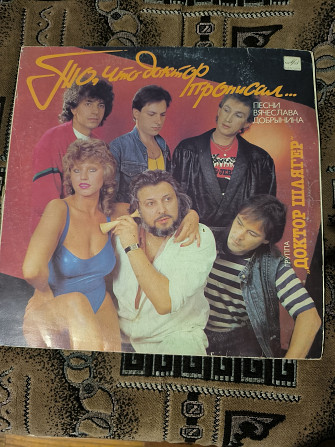 То, что доктор
прописал...
ПЕСНИ
ВЯЧЕСЛАВА
ДОБРЫНИНА
ГРУППА
ДОКТОР ШЛЯГЕР